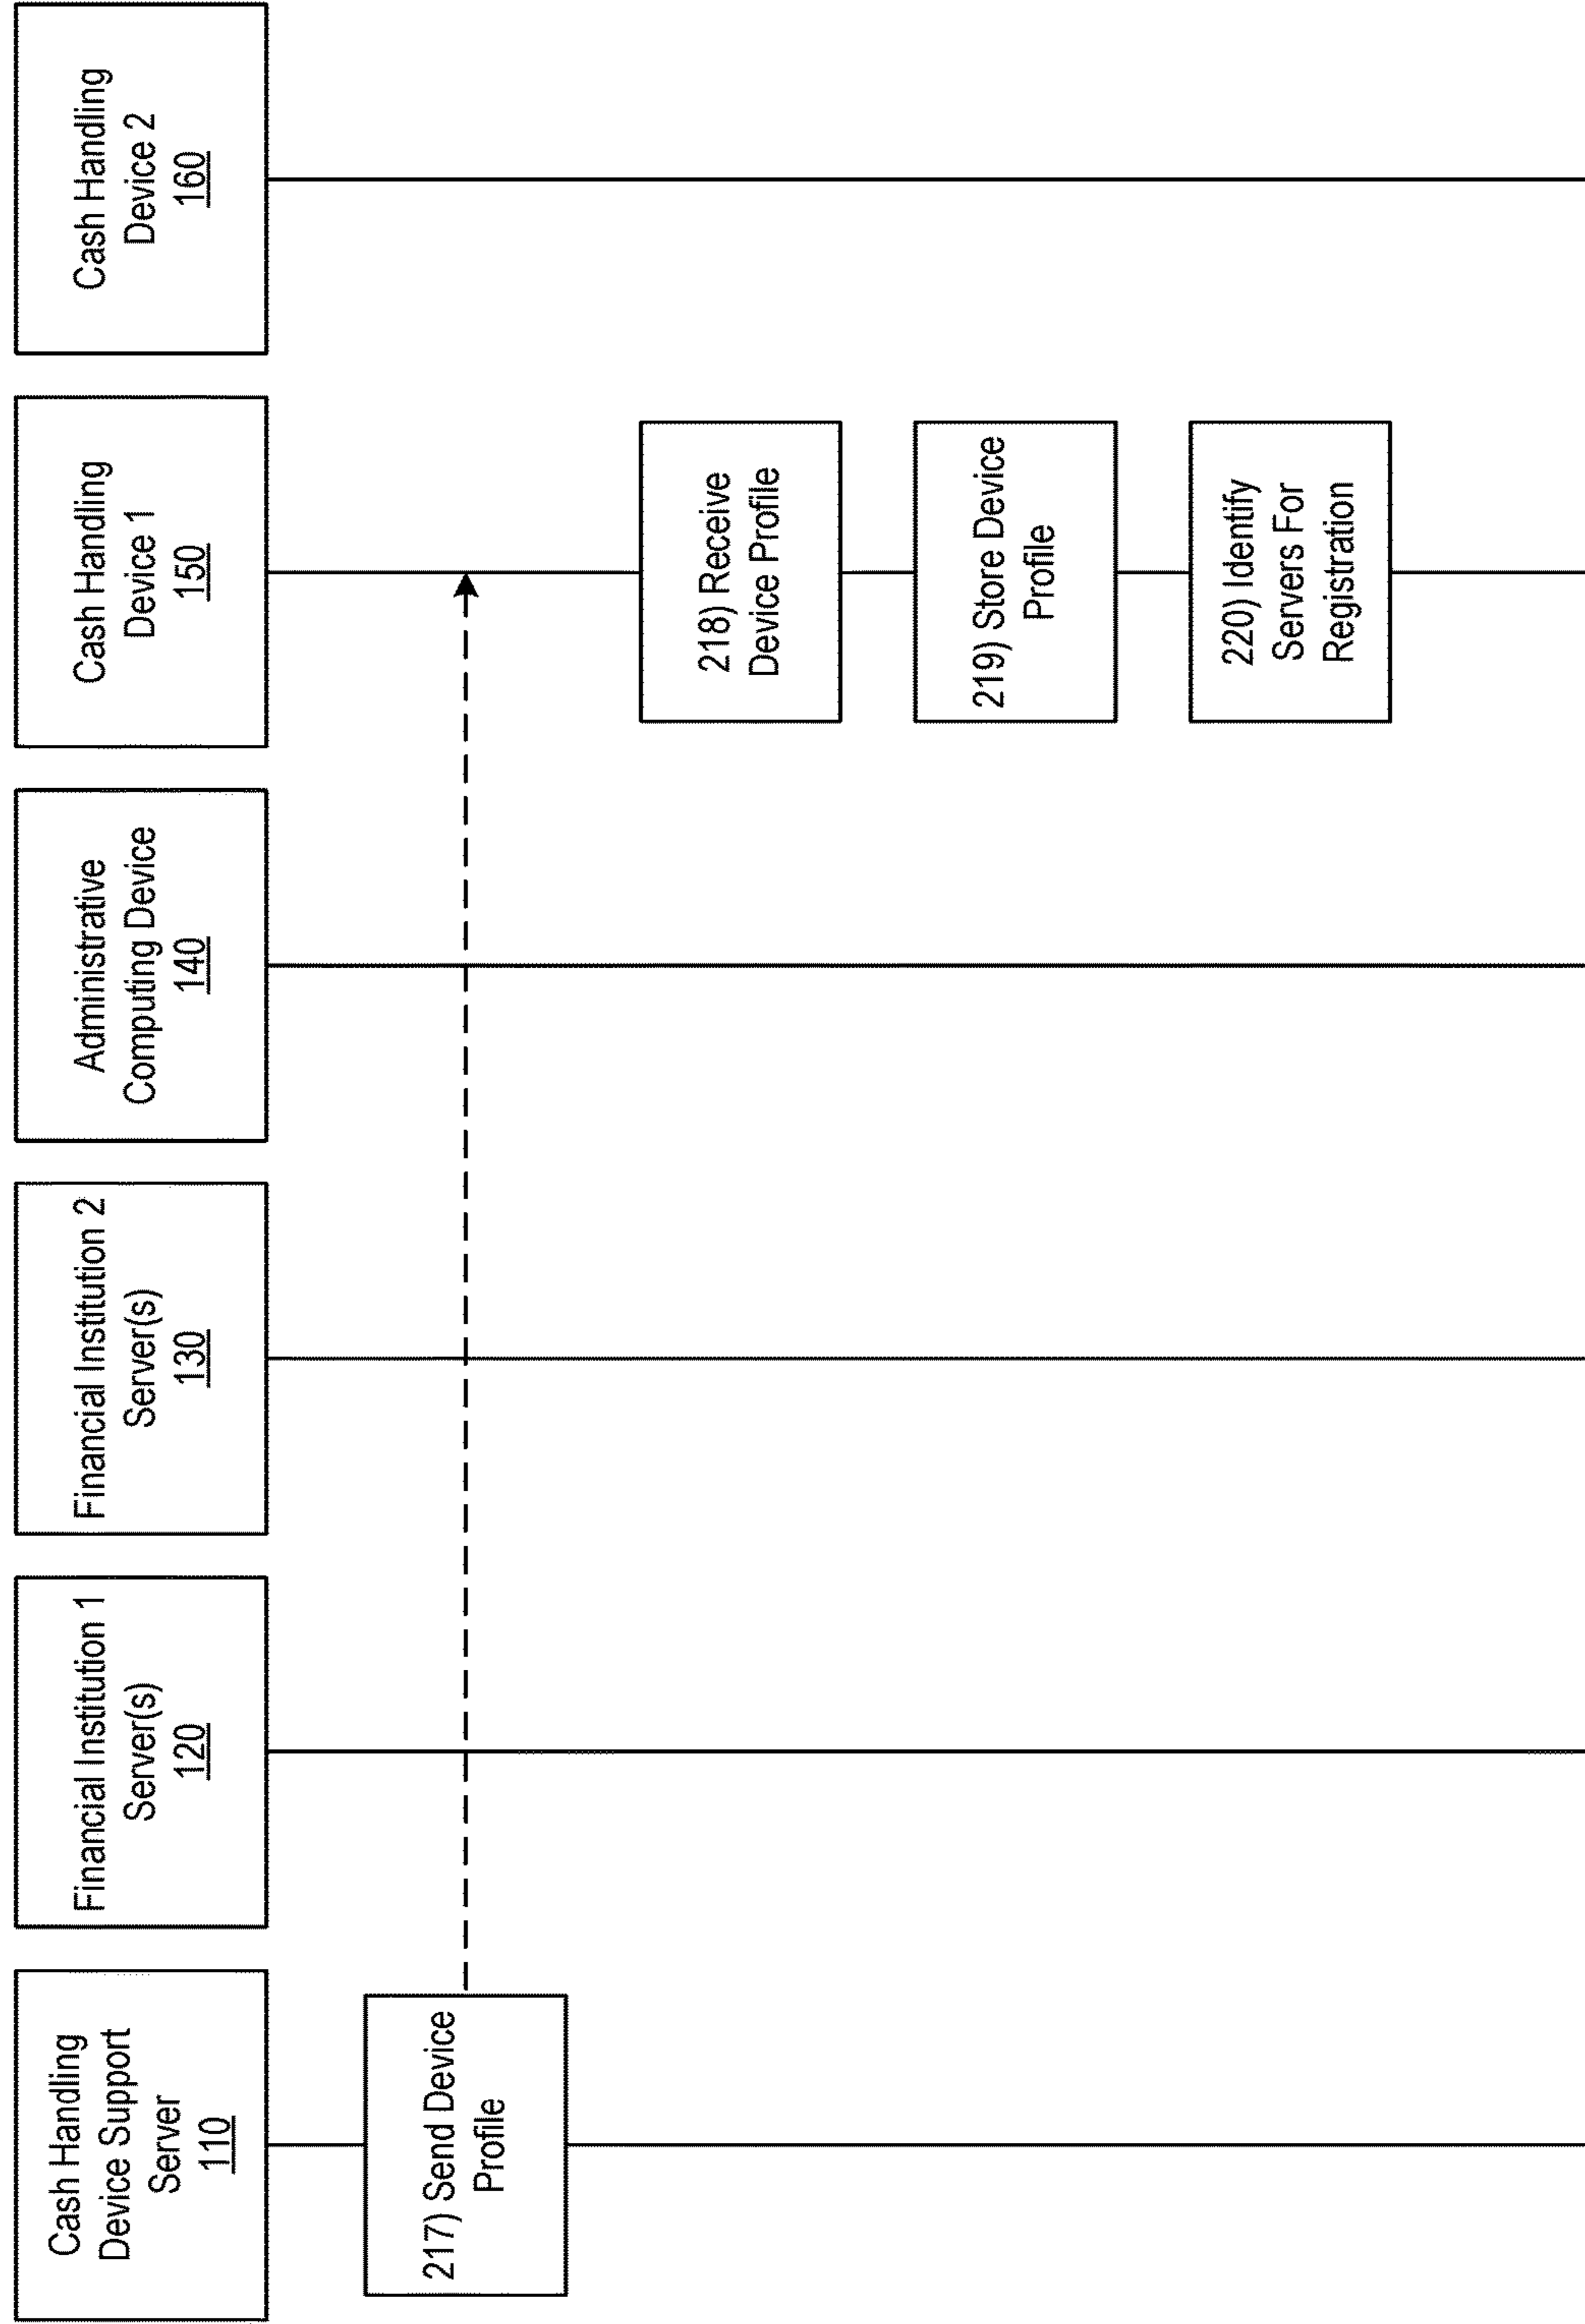 Cash Handling
Device Support
Server
110
Financial Institution 1
Server(s)
120
Financial Institution 2
Server(s)
130
Administrative
Computing Device
140
Cash Handling
Device 1
150
Cash Handling
Device 2
160
217) Send Device
Profile
218) Receive
Device Profile
219) Store Device
Profile
220) Identify
Servers For
Registration